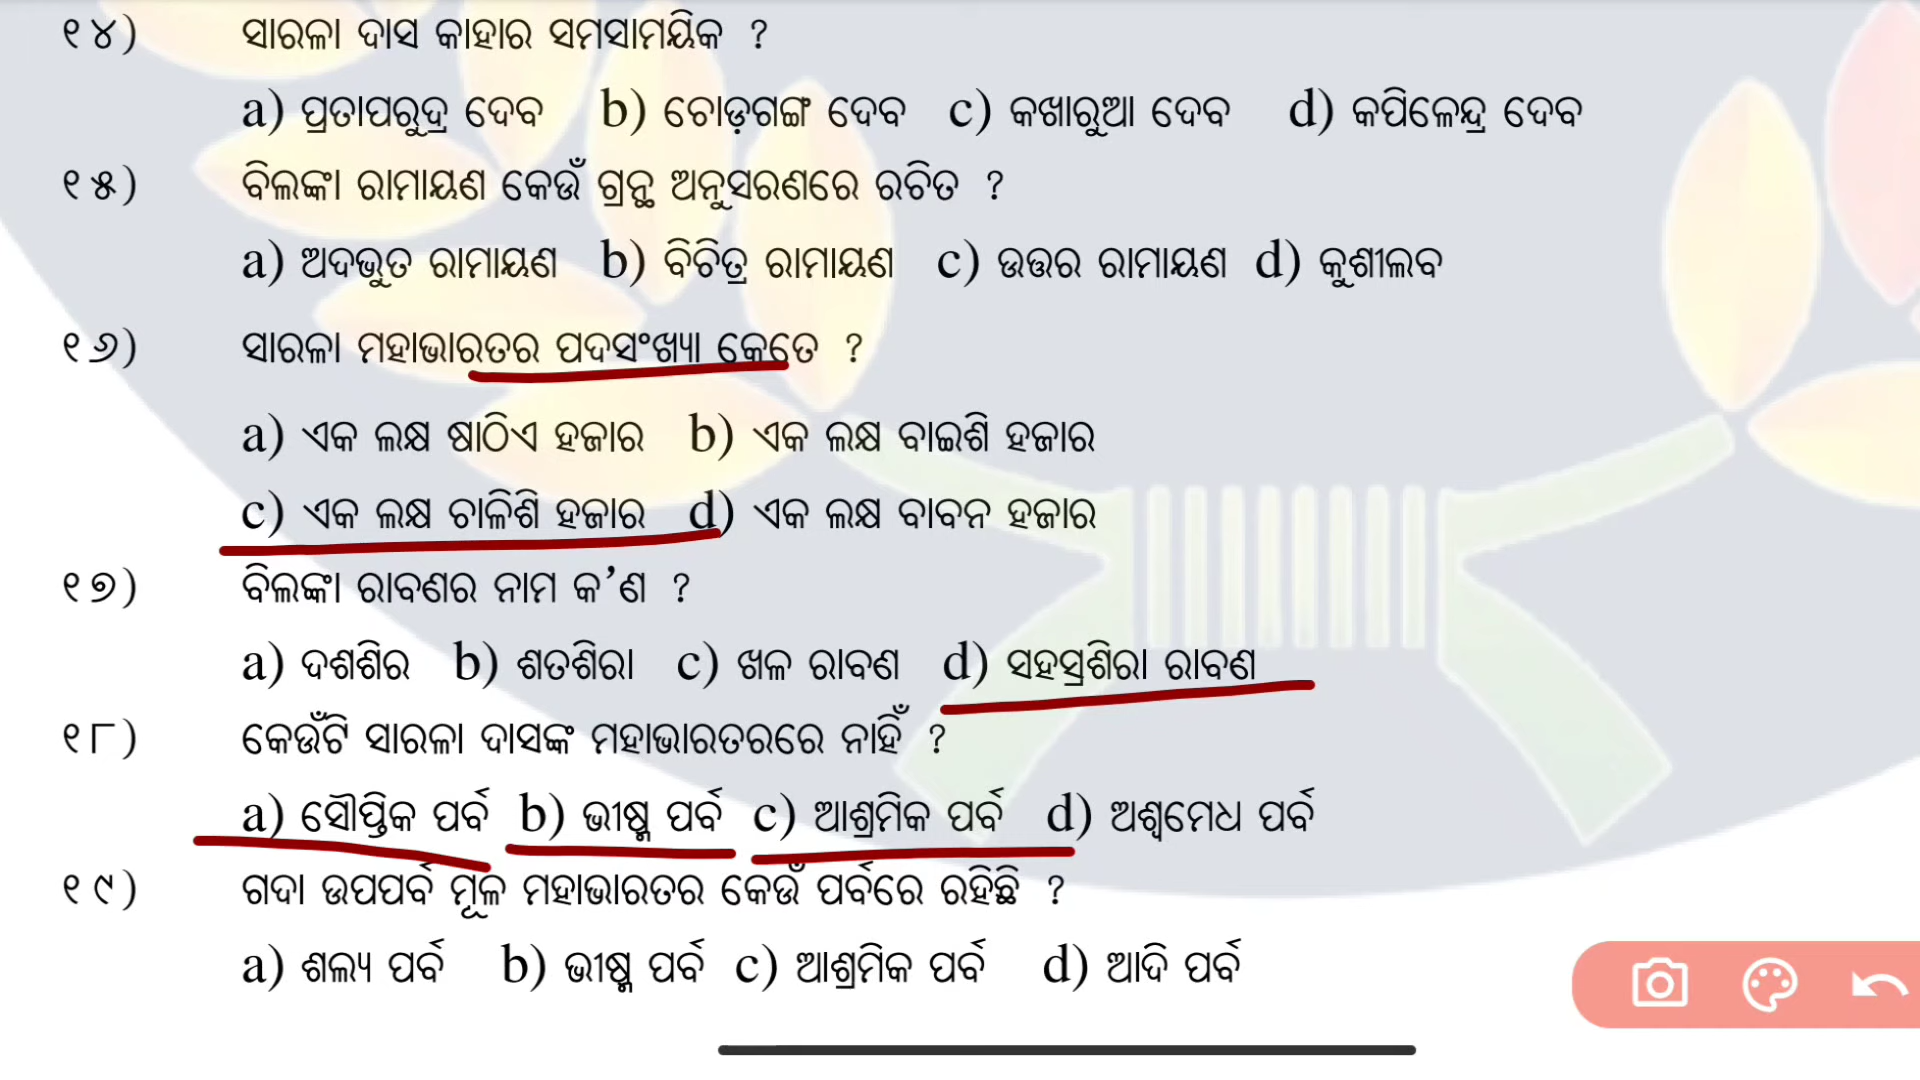 ୧୪) ସାରଳା ଦାସ କାହାର ସମସାମୟିକ ?
a) ପ୍ରତାପରୁଦ୍ର ଦେବ b) ଚୋଡ଼ଗଙ୍ଗ ଦେବ c) କଖାରୁଆ ଦେବ d) କପିଳେନ୍ଦ୍ର ଦେବ
୧୫) ବିଲଙ୍କା ରାମାୟଣ କେଉଁ ଗ୍ରନ୍ଥ ଅନୁସରଣରେ ରଚିତ ?
a) ଅଦଭୁତ ରାମାୟଣ b) ବିଚିତ୍ର ରାମାୟଣ c) ଉତ୍ତର ରାମାୟଣ d) କୁଶୀଲବ
୧୬) ସାରଳା ମହାଭାରତର ପଦସଂଖ୍ୟା କେତେ ?
a) ଏକ ଲକ୍ଷ ଷାଠିଏ ହଜାର b) ଏକ ଲକ୍ଷ ବାଇଶି ହଜାର
c) ଏକ ଲକ୍ଷ ଚାଳିଶି ହଜାର d) ଏକ ଲକ୍ଷ ବାବନ ହଜାର
୧୭) ବିଲଙ୍କା ରାବଣର ନାମ କ’ଣ ?
a) ଦଶଶିର b) ଶତଶିରା c) ଖଳ ରାବଣ d) ସହସ୍ରଶିରା ରାବଣ
୧୮) କେଉଁଟି ସାରଳା ଦାସଙ୍କ ମହାଭାରତରରେ ନାହିଁ ?
a) ସୌପ୍ତିକ ପର୍ବ b) ଭୀଷ୍ମ ପର୍ବ c) ଆଶ୍ରମିକ ପର୍ବ d) ଅଶ୍ୱମେଧ ପର୍ବ
୧୯) ଗଦା ଉପପର୍ବ ମୂଳ ମହାଭାରତର କେଉଁ ପର୍ବରେ ରହିଛି ?
a) ଶଲ୍ୟ ପର୍ବ b) ଭୀଷ୍ମ ପର୍ବ c) ଆଶ୍ରମିକ ପର୍ବ d) ଆଦି ପର୍ବ